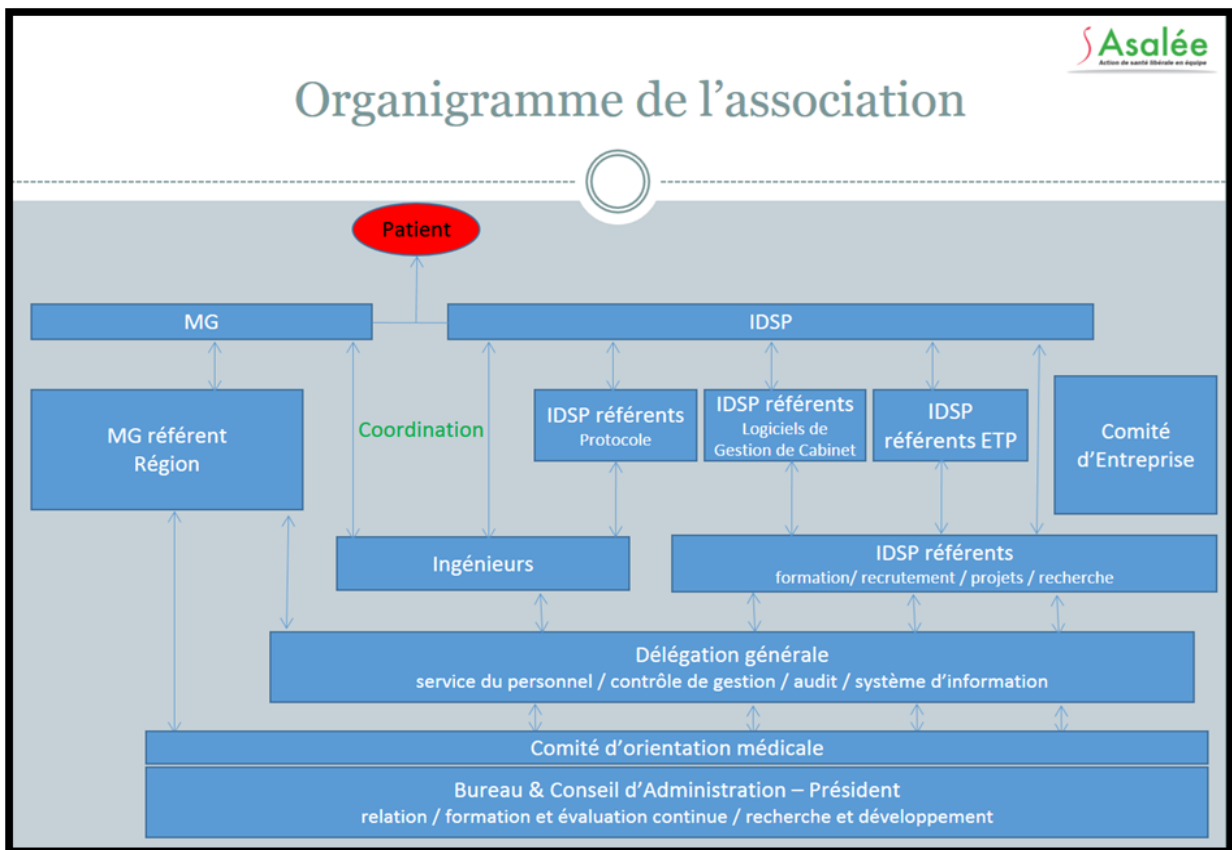 Asalée
Action de santé libérale en équipe
Organigramme de l'association
Patient
MG
IDSP
MG référent
Région
Coordination
IDSP référents
Protocole
IDSP référents
Logiciels de
Gestion de Cabinet
IDSP
référents ETP
Comité
d'Entreprise
Ingénieurs
IDSP référents
formation/ recrutement / projets / recherche
Délégation générale
service du personnel / contrôle de gestion / audit / système d'information
Comité d'orientation médicale
Bureau & Conseil d'Administration – Président
relation / formation et évaluation continue / recherche et développement